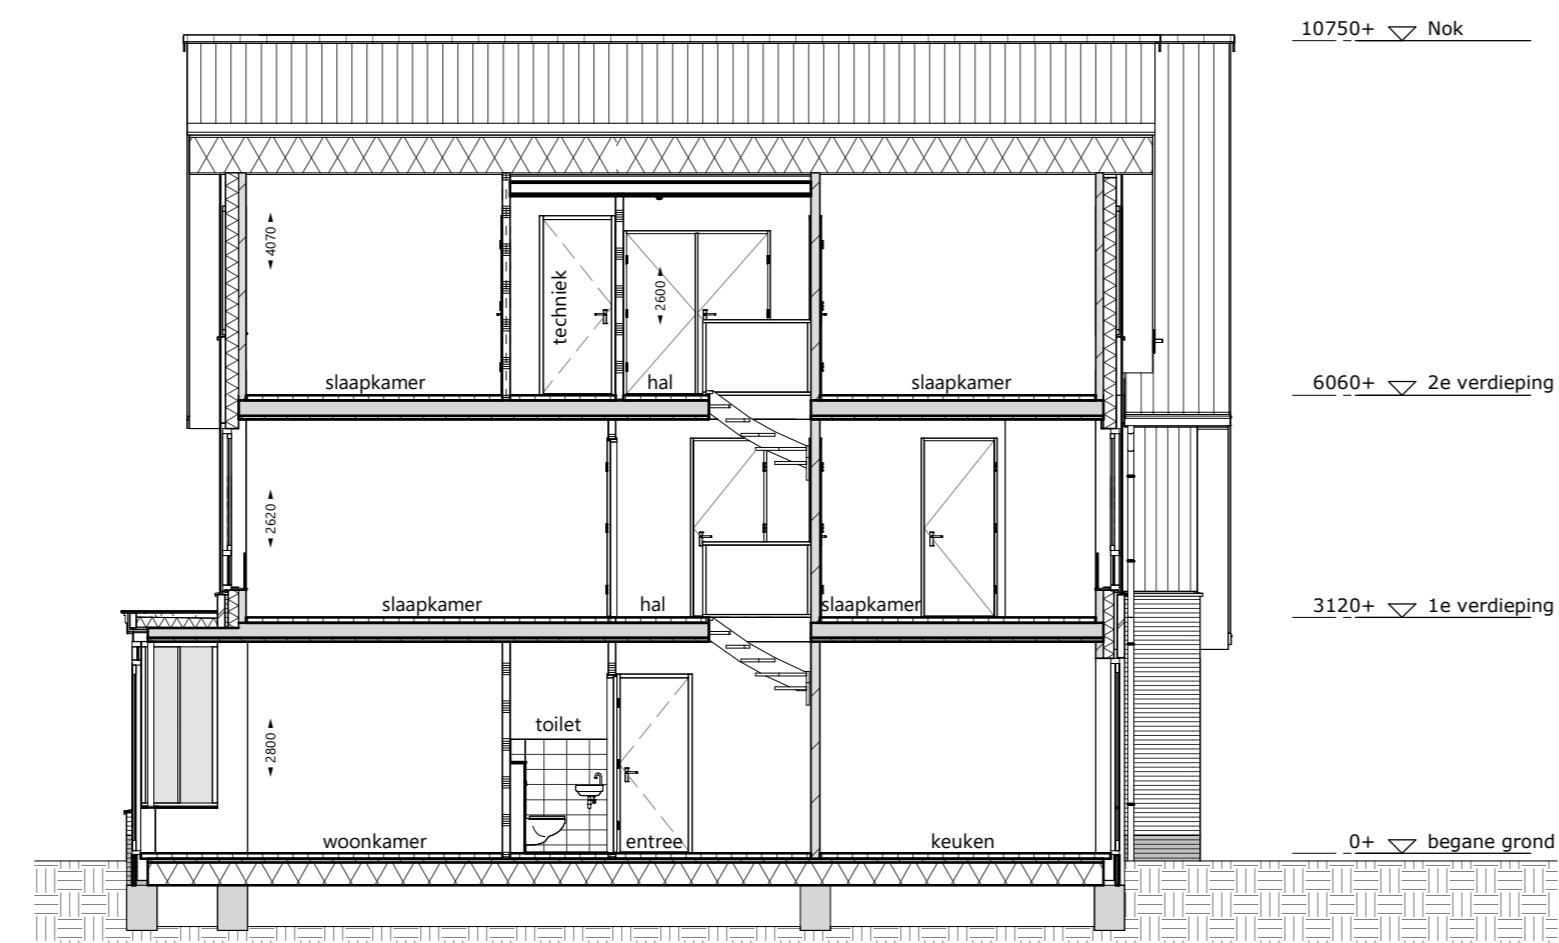 10750+ Nok
4070
techniek
2600
slaapkamer hal slaapkamer
6060+ 2e verdieping
2620
slaapkamer hal slaapkamer
3120+ 1e verdieping
toilet
2800
woonkamer entree keuken
0+ begane grond